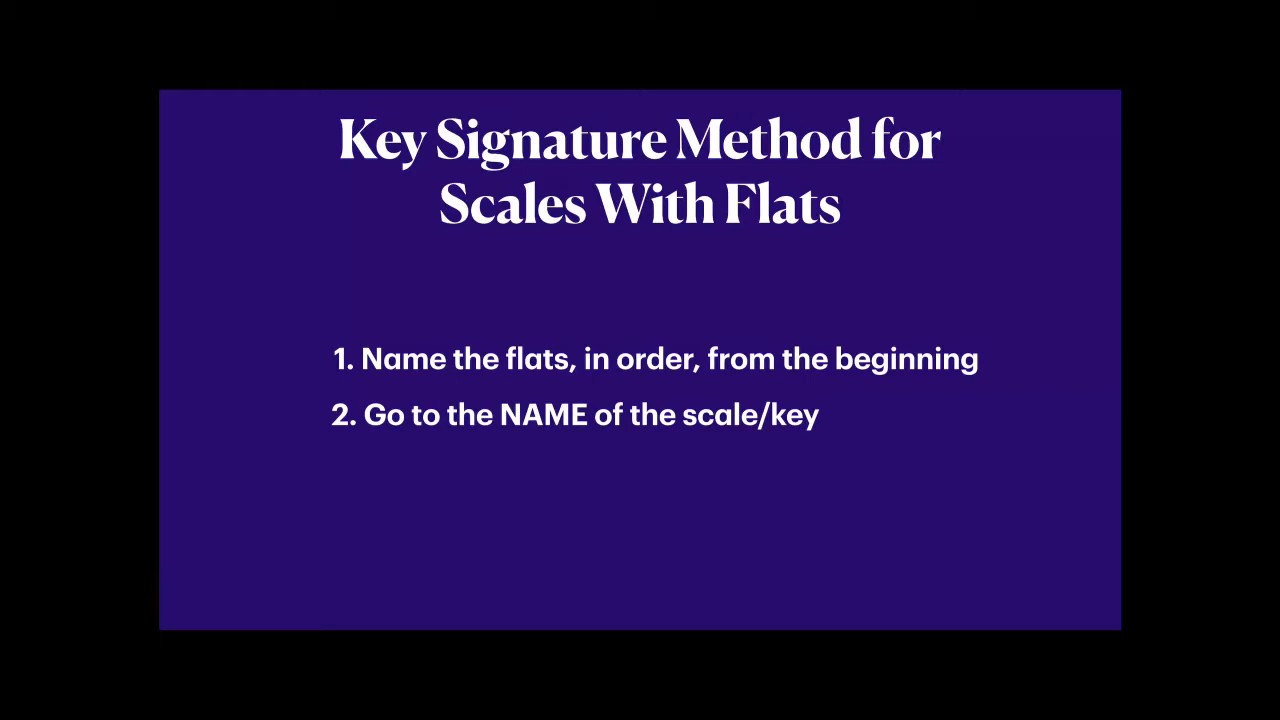 Key Signature Method for
Scales With Flats
1. Name the flats, in order, from the beginning
2. Go to the NAME of the scale/key